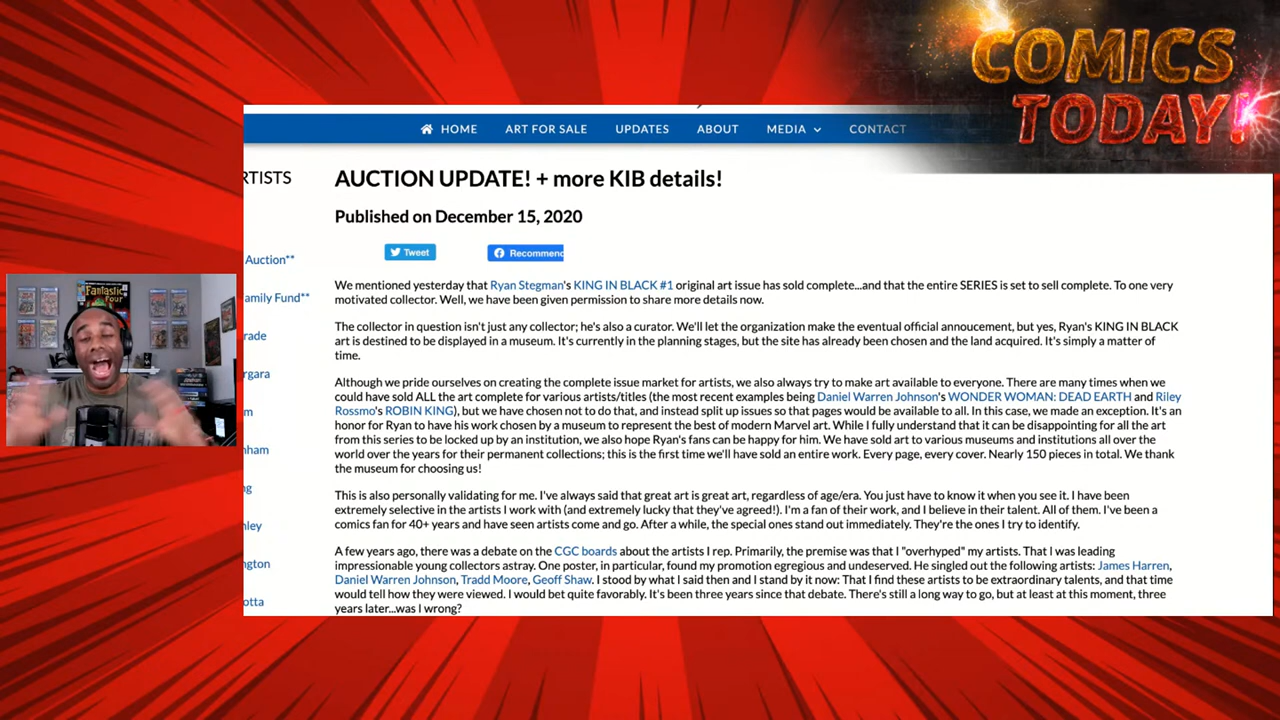 COMICS
TODAY!
HOME ART FOR SALE UPDATES ABOUT MEDIA CONTACT
RTISTS
Auction**
amily Fund**
rade
rgara
m
nham
ng
nley
ngton
otta
AUCTION UPDATE! + more KIB details!
Published on December 15, 2020
Tweet Recommenc
We mentioned yesterday that Ryan Stegman's KING IN BLACK #1 original art issue has sold complete...and that the entire SERIES is set to sell complete. To one very
motivated collector. Well, we have been given permission to share more details now.
The collector in question isn't just any collector; he's also a curator. We'll let the organization make the eventual official annoucement, but yes, Ryan's KING IN BLACK
art is destined to be displayed in a museum. It's currently in the planning stages, but the site has already been chosen and the land acquired. It's simply a matter of
time.
Although we pride ourselves on creating the complete issue market for artists, we also always try to make art available to everyone. There are many times when we
could have sold ALL the art complete for various artists/titles (the most recent examples being Daniel Warren Johnson's WONDER WOMAN: DEAD EARTH and Riley
Rossmo's ROBIN KING), but we have chosen not to do that, and instead split up issues so that pages would be available to all. In this case, we made an exception. It's an
honor for Ryan to have his work chosen by a museum to represent the best of modern Marvel art. While I fully understand that it can be disappointing for all the art
from this series to be locked up by an institution, we also hope Ryan's fans can be happy for him. We have sold art to various museums and institutions all over the
world over the years for their permanent collections; this is the first time we'll have sold an entire work. Every page, every cover. Nearly 150 pieces in total. We thank
the museum for choosing us!
This is also personally validating for me. I've always said that great art is great art, regardless of age/era. You just have to know it when you see it. I have been
extremely selective in the artists I work with (and extremely lucky that they've agreed!). I'm a fan of their work, and I believe in their talent. All of them. I've been a
comics fan for 40+ years and have seen artists come and go. After a while, the special ones stand out immediately. They're the ones I try to identify.
A few years ago, there was a debate on the CGC boards about the artists I rep. Primarily, the premise was that I "overhyped" my artists. That I was leading
impressionable young collectors astray. One poster, in particular, found my promotion egregious and undeserved. He singled out the following artists: James Harren,
Daniel Warren Johnson, Tradd Moore, Geoff Shaw. I stood by what I said then and I stand by it now: That I find these artists to be extraordinary talents, and that time
would tell how they were viewed. I would bet quite favorably. It's been three years since that debate. There's still a long way to go, but at least at this moment, three
years later...was I wrong?
Fantastic
Four